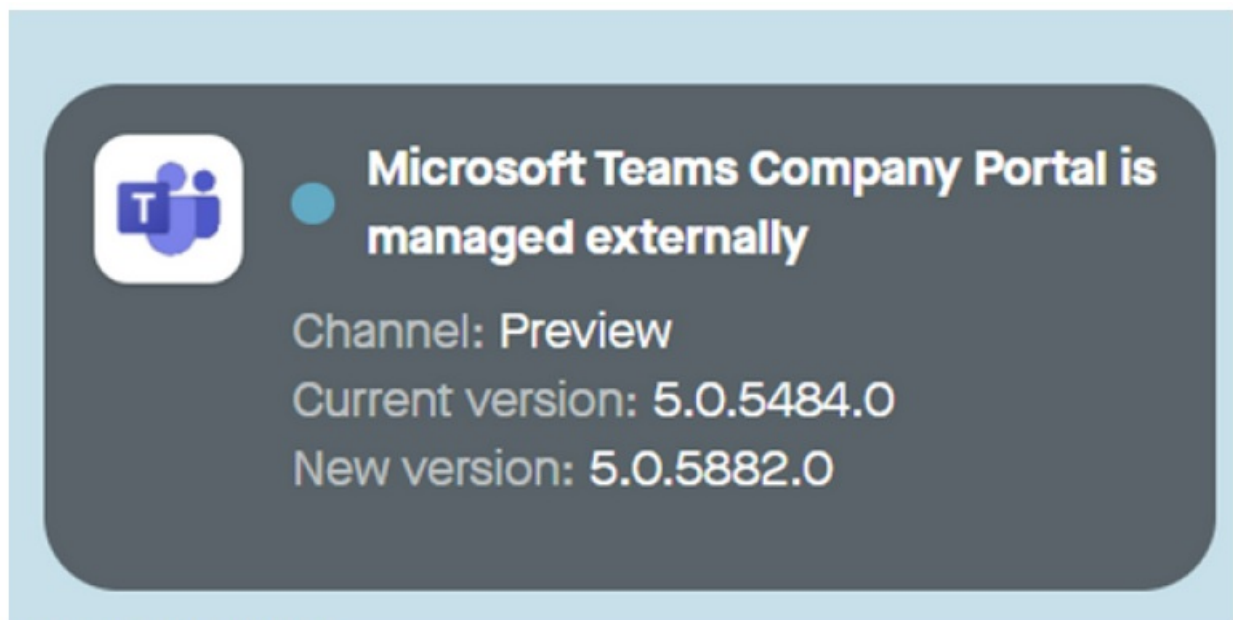 T
Microsoft Teams Company Portal is
managed externally
Channel: Preview
Current version: 5.0.5484.0
New version: 5.0.5882.0